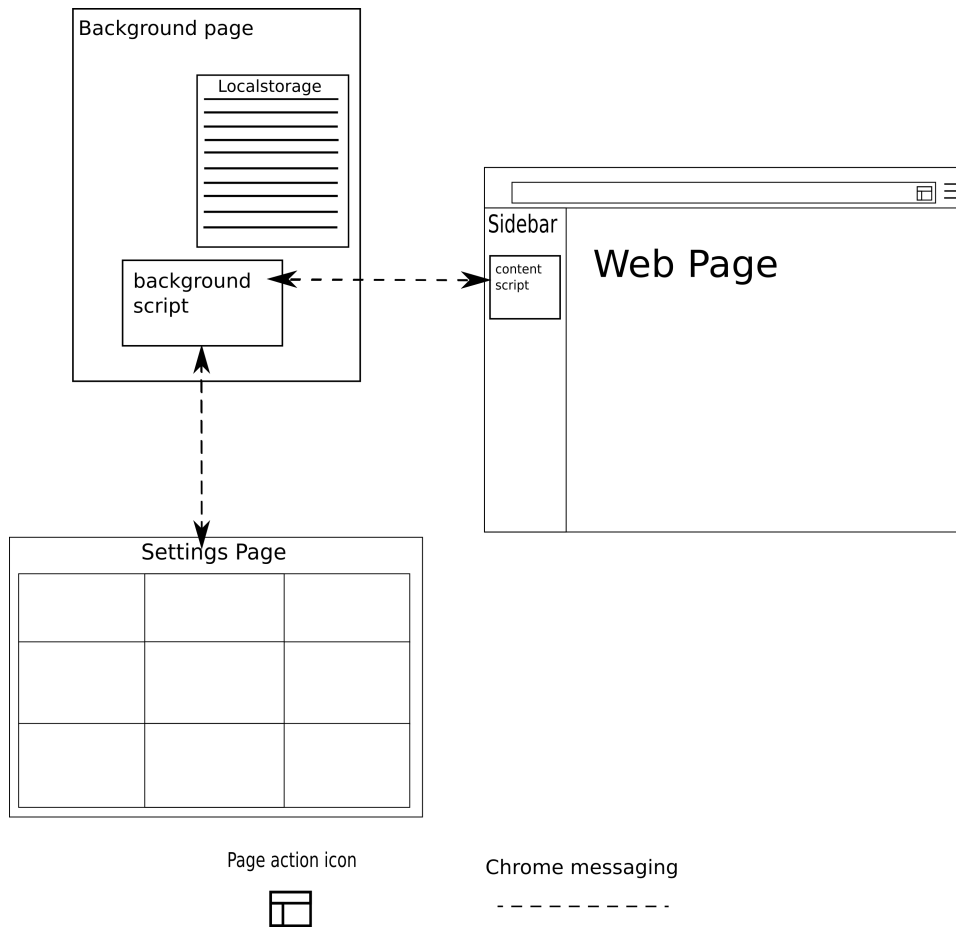 Background page
Localstorage
background
script
Sidebar
content
script
Web Page
Settings Page
Page action icon
Chrome messaging